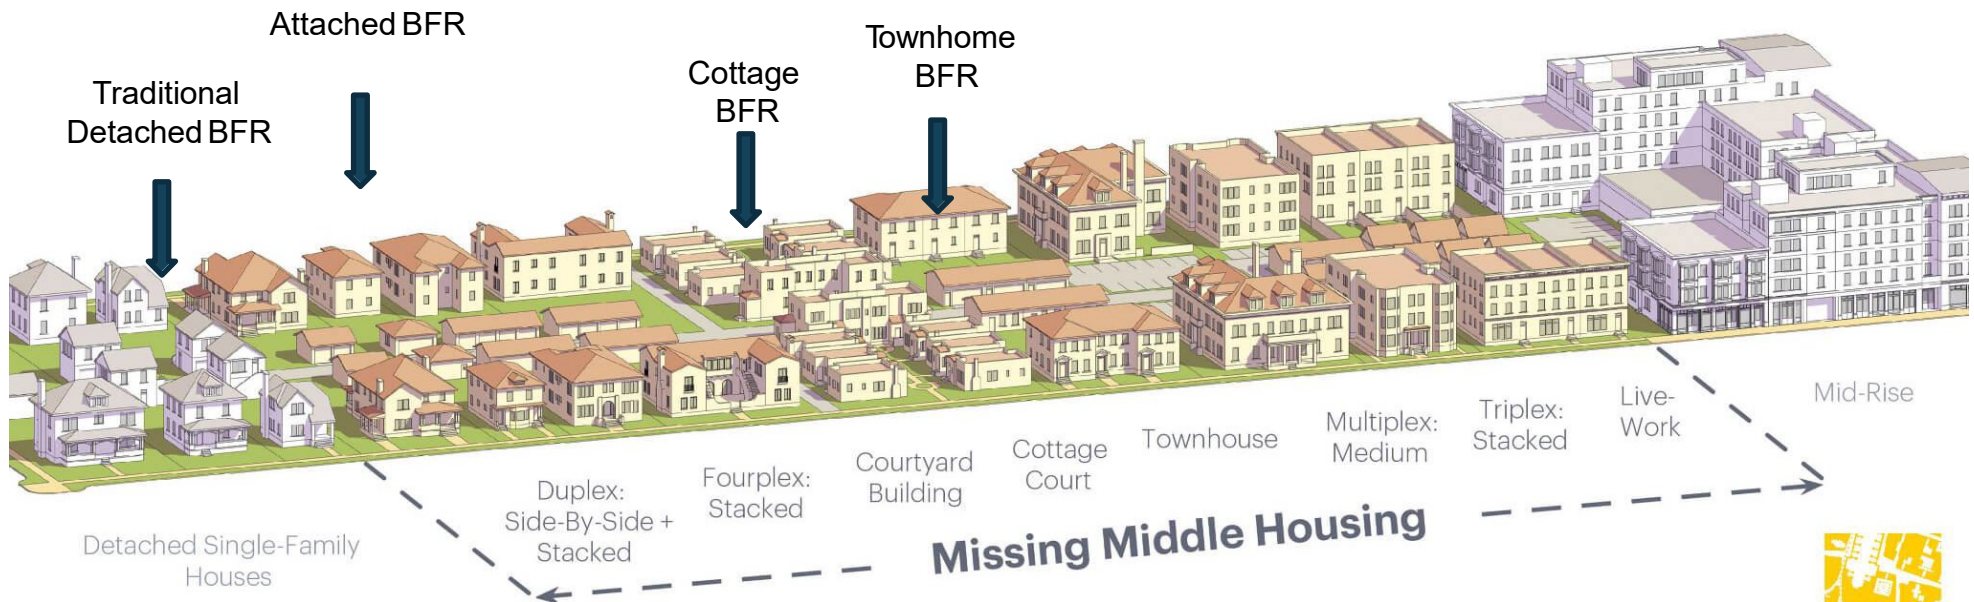 Attached BFR
Traditional
Detached BFR
Cottage
BFR
Townhome
BFR
Detached Single-Family
Houses
Duplex:
Side-By-Side +
Stacked
Fourplex:
Stacked
Courtyard
Building
Cottage
Court
Townhouse
Multiplex:
Medium
Triplex:
Stacked
Live-
Work
Mid-Rise
Missing Middle Housing